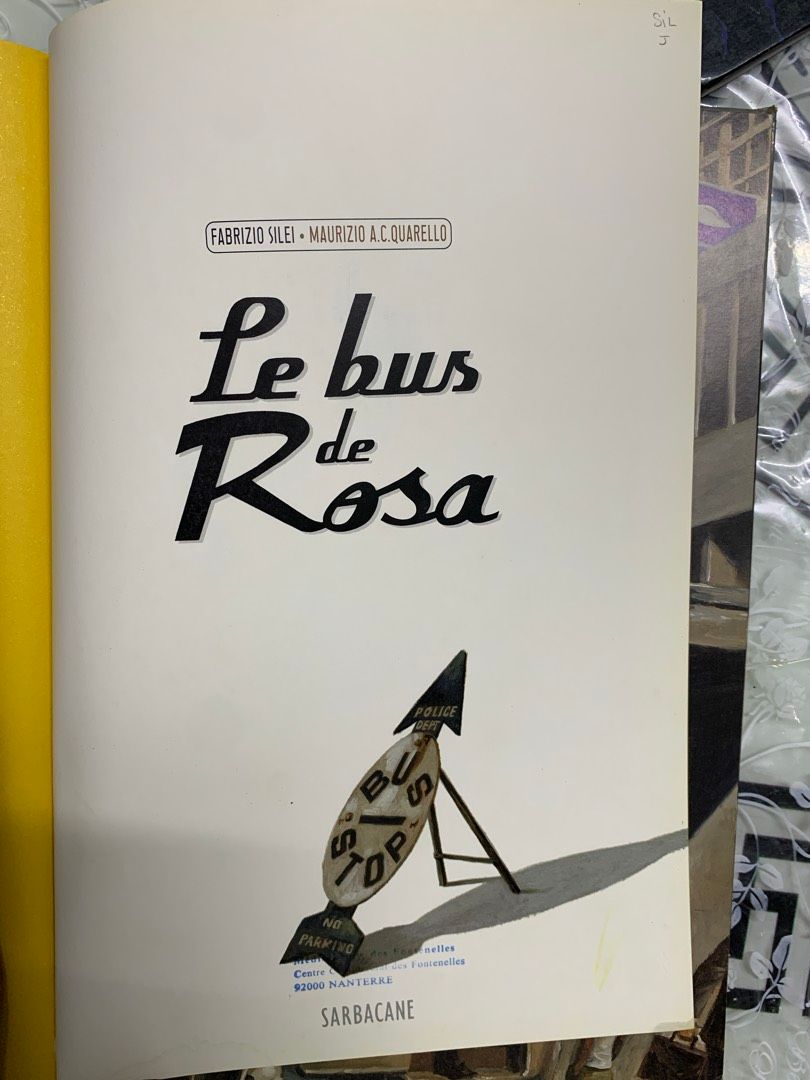 SiL
J
FABRIZIO SILEI • MAURIZIO A.C.QUARELLO
Le bus
de
Rosa
POLICE
DEPT
BUS
STOP
NO
PARKING
des Fontenelles
Centre des Fontenelles
92000 NANTERRE
SARBACANE